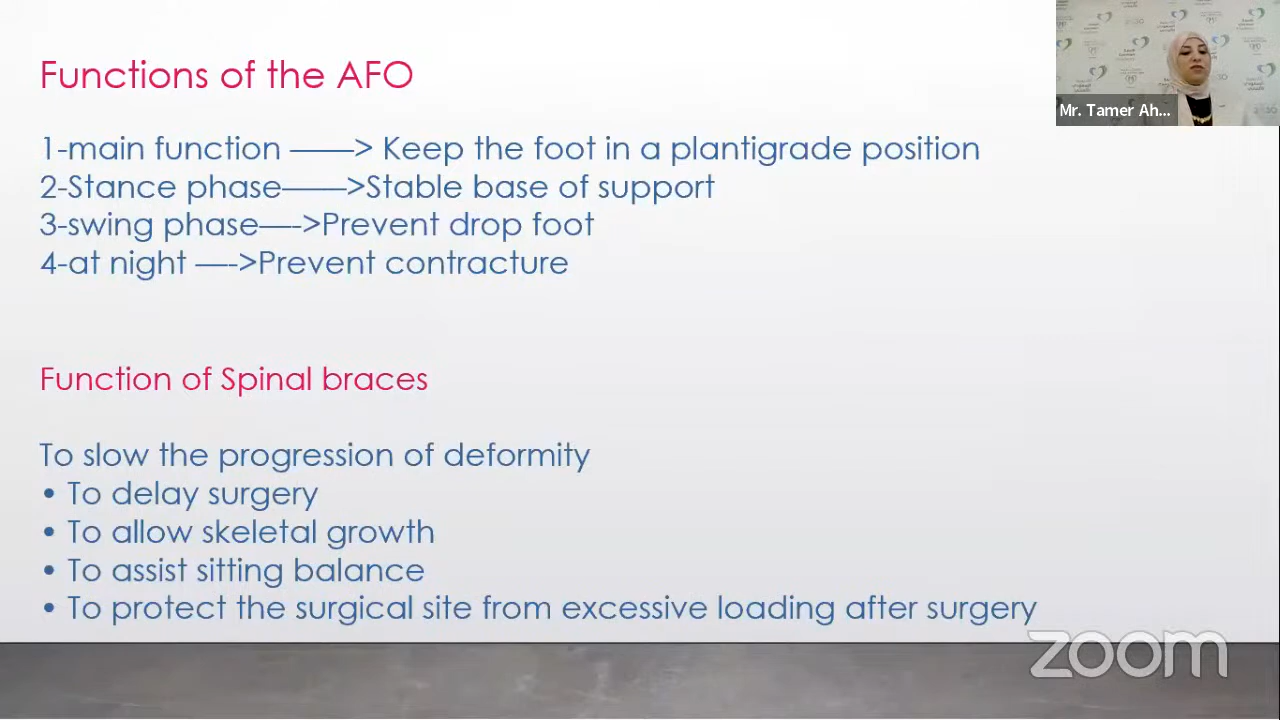 Functions of the AFO
Mr. Tamer Ah...
1-main function ——–> Keep the foot in a plantigrade position
2-Stance phase——–>Stable base of support
3-swing phase—-->Prevent drop foot
4-at night —->Prevent contracture
Function of Spinal braces
To slow the progression of deformity
• To delay surgery
• To allow skeletal growth
• To assist sitting balance
• To protect the surgical site from excessive loading after surgery
zoom